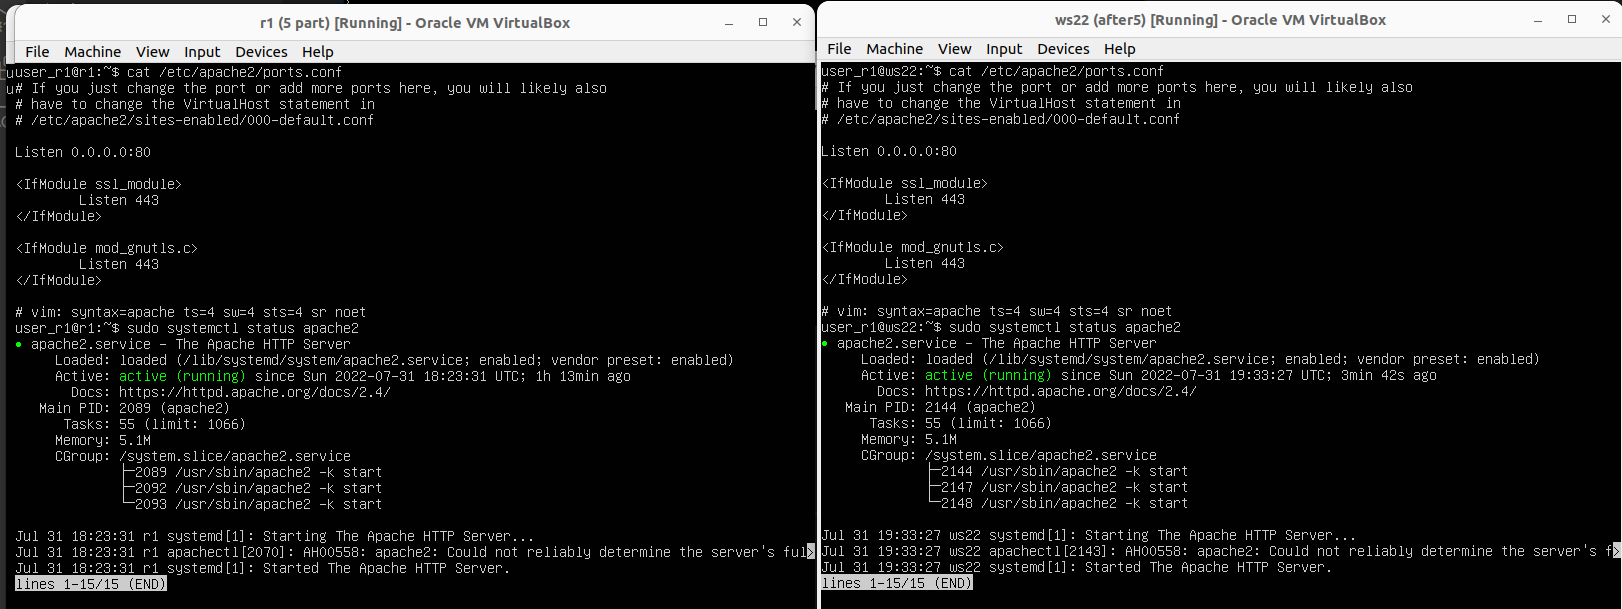 r1 (5 part) [Running] - Oracle VM VirtualBox
File Machine View Input Devices Help
user_r1@r1:~$ cat /etc/apache2/ports.conf
# If you just change the port or add more ports here, you will likely also
# have to change the VirtualHost statement in
# /etc/apache2/sites-enabled/000-default.conf
Listen 0.0.0.0:80
<IfModule ssl_module>
Listen 443
</IfModule>
<IfModule mod_gnutls.c>
Listen 443
</IfModule>
# vim: syntax=apache ts=4 sw=4 sts=4 sr noet
user_r1@r1:~$ sudo systemctl status apache2
● apache2.service - The Apache HTTP Server
Loaded: loaded (/lib/systemd/system/apache2.service; enabled; vendor preset: enabled)
Active: active (running) since Sun 2022-07-31 18:23:31 UTC; 1h 13min ago
Docs: https://httpd.apache.org/docs/2.4/
Main PID: 2089 (apache2)
Tasks: 55 (limit: 1066)
Memory: 5.1M
CGroup: /system.slice/apache2.service
├─2089 /usr/sbin/apache2 -k start
├─2092 /usr/sbin/apache2 -k start
└─2093 /usr/sbin/apache2 -k start
Jul 31 18:23:31 r1 systemd[1]: Starting The Apache HTTP Server...
Jul 31 18:23:31 r1 apachectl[2070]: AH00558: apache2: Could not reliably determine the server's ful>
Jul 31 18:23:31 r1 systemd[1]: Started The Apache HTTP Server.
lines 1-15/15 (END)
ws22 (after5) [Running] - Oracle VM VirtualBox
File Machine View Input Devices Help
user_r1@ws22:~$ cat /etc/apache2/ports.conf
# If you just change the port or add more ports here, you will likely also
# have to change the VirtualHost statement in
# /etc/apache2/sites-enabled/000-default.conf
Listen 0.0.0.0:80
<IfModule ssl_module>
Listen 443
</IfModule>
<IfModule mod_gnutls.c>
Listen 443
</IfModule>
# vim: syntax=apache ts=4 sw=4 sts=4 sr noet
user_r1@ws22:~$ sudo systemctl status apache2
● apache2.service - The Apache HTTP Server
Loaded: loaded (/lib/systemd/system/apache2.service; enabled; vendor preset: enabled)
Active: active (running) since Sun 2022-07-31 19:33:27 UTC; 3min 42s ago
Docs: https://httpd.apache.org/docs/2.4/
Main PID: 2144 (apache2)
Tasks: 55 (limit: 1066)
Memory: 5.1M
CGroup: /system.slice/apache2.service
├─2144 /usr/sbin/apache2 -k start
├─2147 /usr/sbin/apache2 -k start
└─2148 /usr/sbin/apache2 -k start
Jul 31 19:33:27 ws22 systemd[1]: Starting The Apache HTTP Server...
Jul 31 19:33:27 ws22 apachectl[2143]: AH00558: apache2: Could not reliably determine the server's f>
Jul 31 19:33:27 ws22 systemd[1]: Started The Apache HTTP Server.
lines 1-15/15 (END)